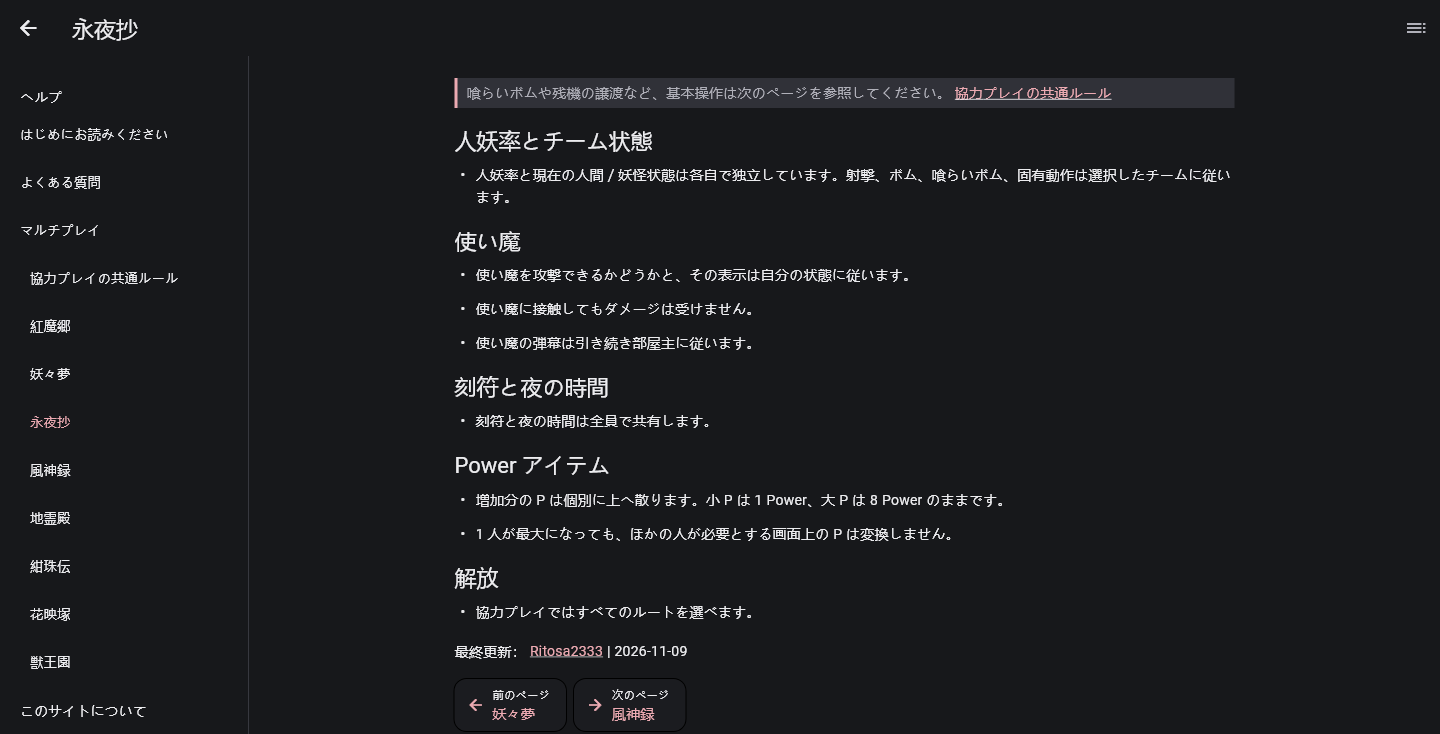 永夜抄
ヘルプ
はじめにお読みください
よくある質問
マルチプレイ
協力プレイの共通ルール
紅魔郷
妖々夢
永夜抄
風神録
地霊殿
紺珠伝
花映塚
獣王園
このサイトについて
喰らいボムや残機の譲渡など、基本操作は次のページを参照してください。 協力プレイの共通ルール
人妖率とチーム状態
・ 人妖率と現在の人間 / 妖怪状態は各自で独立しています。射撃、ボム、喰らいボム、固有動作は選択したチームに従い
ます。
使い魔
・ 使い魔を攻撃できるかどうかと、その表示は自分の状態に従います。
・ 使い魔に接触してもダメージは受けません。
・ 使い魔の弾幕は引き続き部屋主に従います。
刻符と夜の時間
・ 刻符と夜の時間は全員で共有します。
Power アイテム
・ 増加分の P は個別に上へ散ります。小 P は 1 Power、大 P は 8 Power のままです。
・ 1 人が最大になっても、ほかの人が必要とする画面上の P は変換しません。
解放
・ 協力プレイではすべてのルートを選べます。
最終更新： Ritosa2333 | 2026-11-09
前のページ
妖々夢
次のページ
風神録